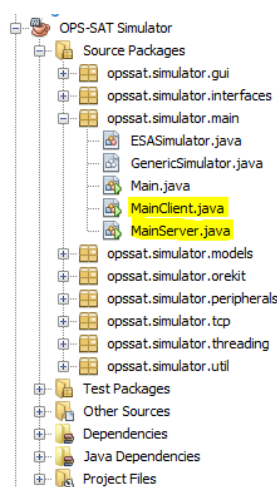 OPS-SAT Simulator
Source Packages
opssat.simulator.gui
opssat.simulator.interfaces
opssat.simulator.main
ESASimulator.java
GenericSimulator.java
Main.java
MainClient.java
MainServer.java
opssat.simulator.models
opssat.simulator.orekit
opssat.simulator.peripherals
opssat.simulator.tcp
opssat.simulator.threading
opssat.simulator.util
Test Packages
Other Sources
Dependencies
Java Dependencies
Project Files